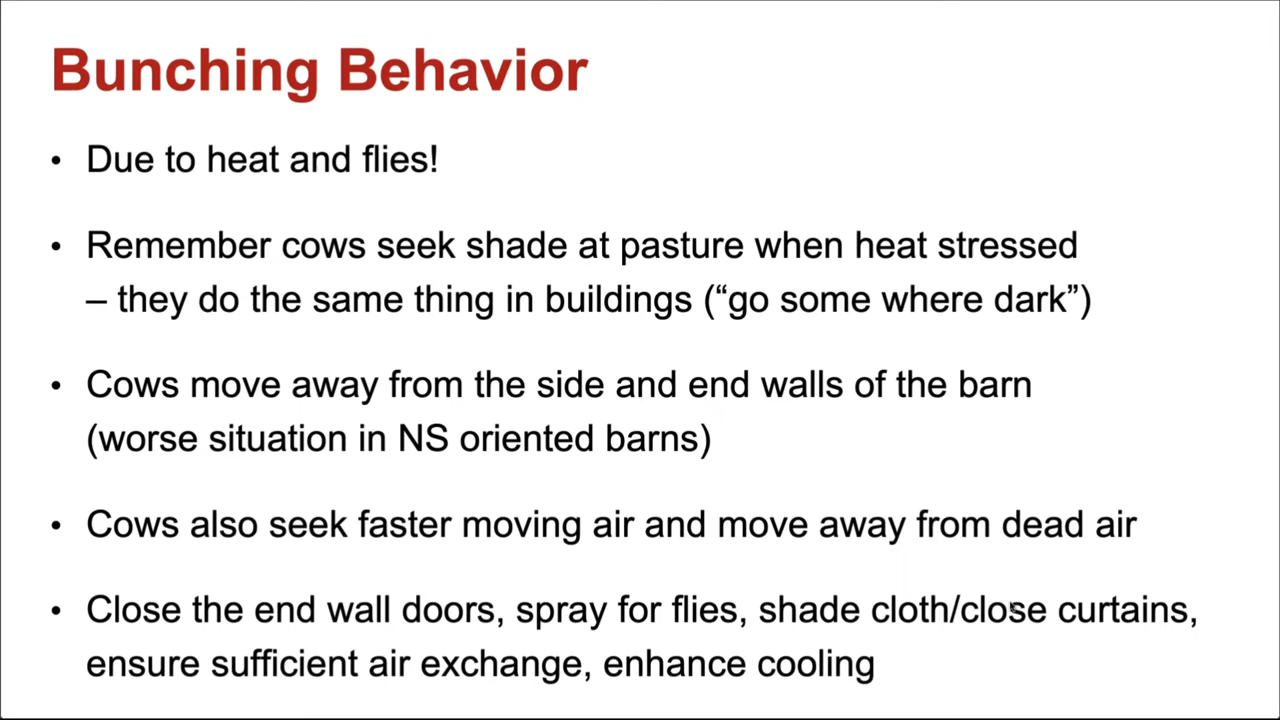 Bunching Behavior
• Due to heat and flies!
• Remember cows seek shade at pasture when heat stressed
– they do the same thing in buildings (“go some where dark”)
• Cows move away from the side and end walls of the barn
(worse situation in NS oriented barns)
• Cows also seek faster moving air and move away from dead air
• Close the end wall doors, spray for flies, shade cloth/close curtains,
ensure sufficient air exchange, enhance cooling